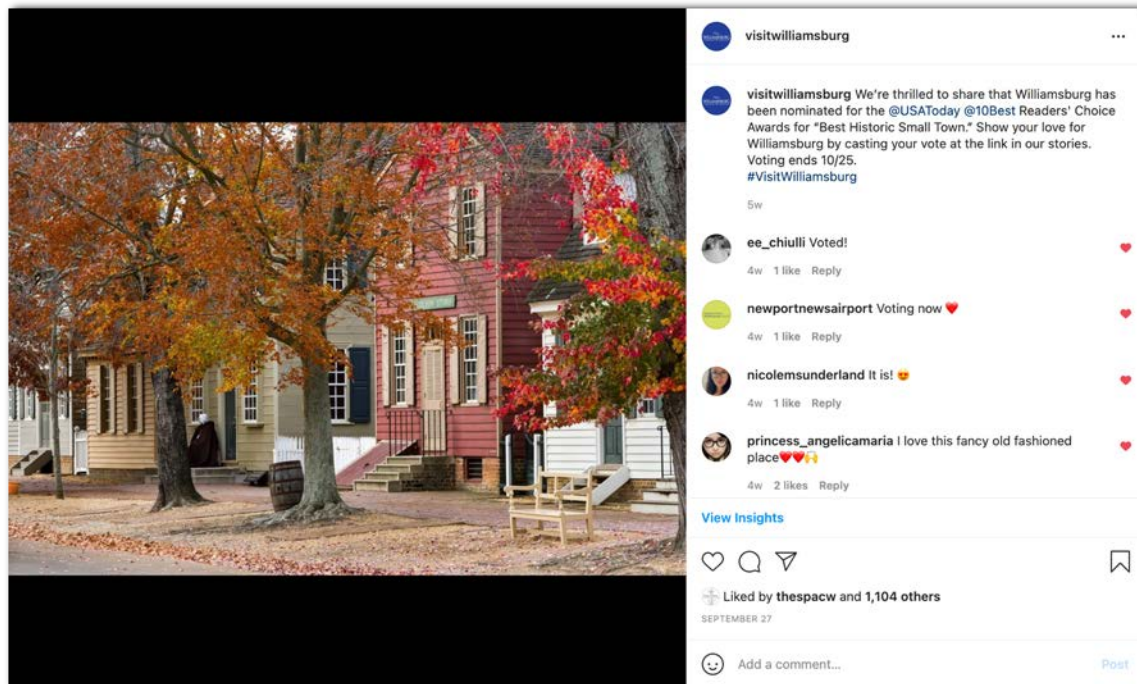 visitwilliamsburg
visitwilliamsburg We're thrilled to share that Williamsburg has
been nominated for the @USAToday @10Best Readers' Choice
Awards for "Best Historic Small Town." Show your love for
Williamsburg by casting your vote at the link in our stories.
Voting ends 10/25.
#VisitWilliamsburg
5w
ee_chiulli Voted!
4w 1 like Reply
newportnewsairport Voting now ❤️
4w 1 like Reply
nicolemsunderland It is! 😍
4w 1 like Reply
princess_angelicamaria I love this fancy old fashioned
place❤️❤️🙌
4w 2 likes Reply
View Insights
Liked by thespacw and 1,104 others
SEPTEMBER 27
Add a comment...
Post